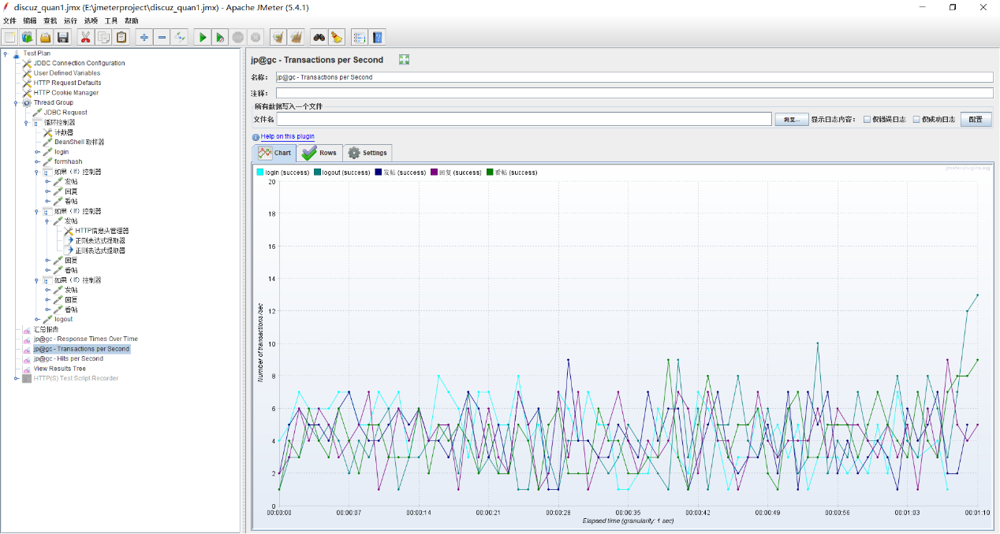 discuz_quan1.jmx (E:\jmeterproject\discuz_quan1.jmx) - Apache JMeter (5.4.1)
文件 编辑 查找 运行 选项 工具 帮助
Test Plan
JDBC Connection Configuration
User Defined Variables
HTTP Request Defaults
HTTP Cookie Manager
Thread Group
JDBC Request
循环控制器
计数器
BeanShell 取样器
login
formhash
如果（If）控制器
发帖
回复
看帖
如果（If）控制器
发帖
HTTP信息头管理器
正则表达式提取器
正则表达式提取器
回复
看帖
如果（If）控制器
发帖
回复
看帖
logout
汇总报告
jp@gc - Response Times Over Time
jp@gc - Transactions per Second
jp@gc - Hits per Second
View Results Tree
HTTP(S) Test Script Recorder
jp@gc - Transactions per Second
名称： jp@gc - Transactions per Second
注释：
所有数据写入一个文件
文件名 浏览... 显示日志内容： 仅错误日志 仅成功日志 配置
Help on this plugin
Chart Rows Settings
login (success) logout (success) 发帖 (success) 回复 (success) 看帖 (success)
jmeter-plugins.org
20
18
16
14
12
10
8
6
4
2
0
Number of transactions /sec
00:00:00 00:00:07 00:00:14 00:00:21 00:00:28 00:00:35 00:00:42 00:00:49 00:00:56 00:01:03 00:01:10
Elapsed time (granularity: 1 sec)